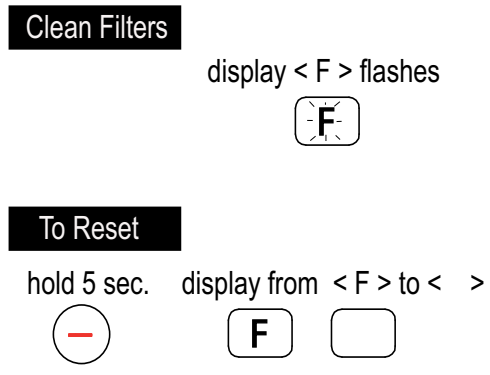 Clean Filters
display < F > flashes
F
To Reset
hold 5 sec. display from < F > to < >
− F